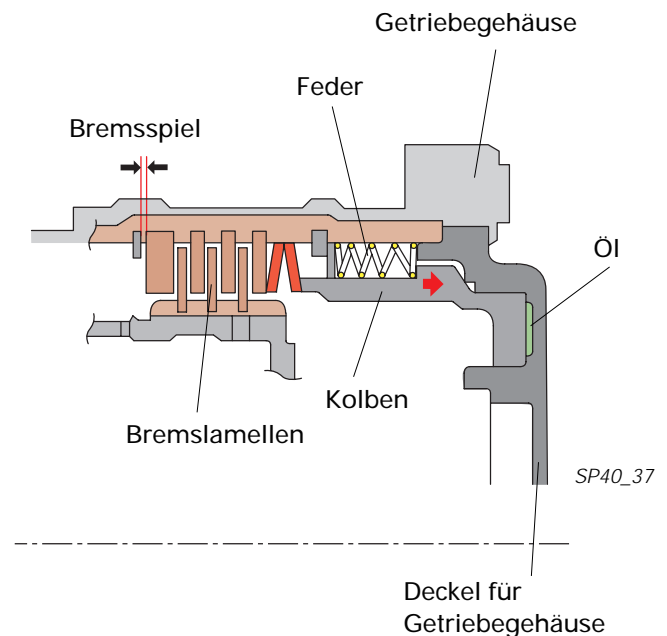 Getriebegehäuse
Feder
Bremsspiel
Öl
Kolben
Bremslamellen
SP40_37
Deckel für
Getriebegehäuse